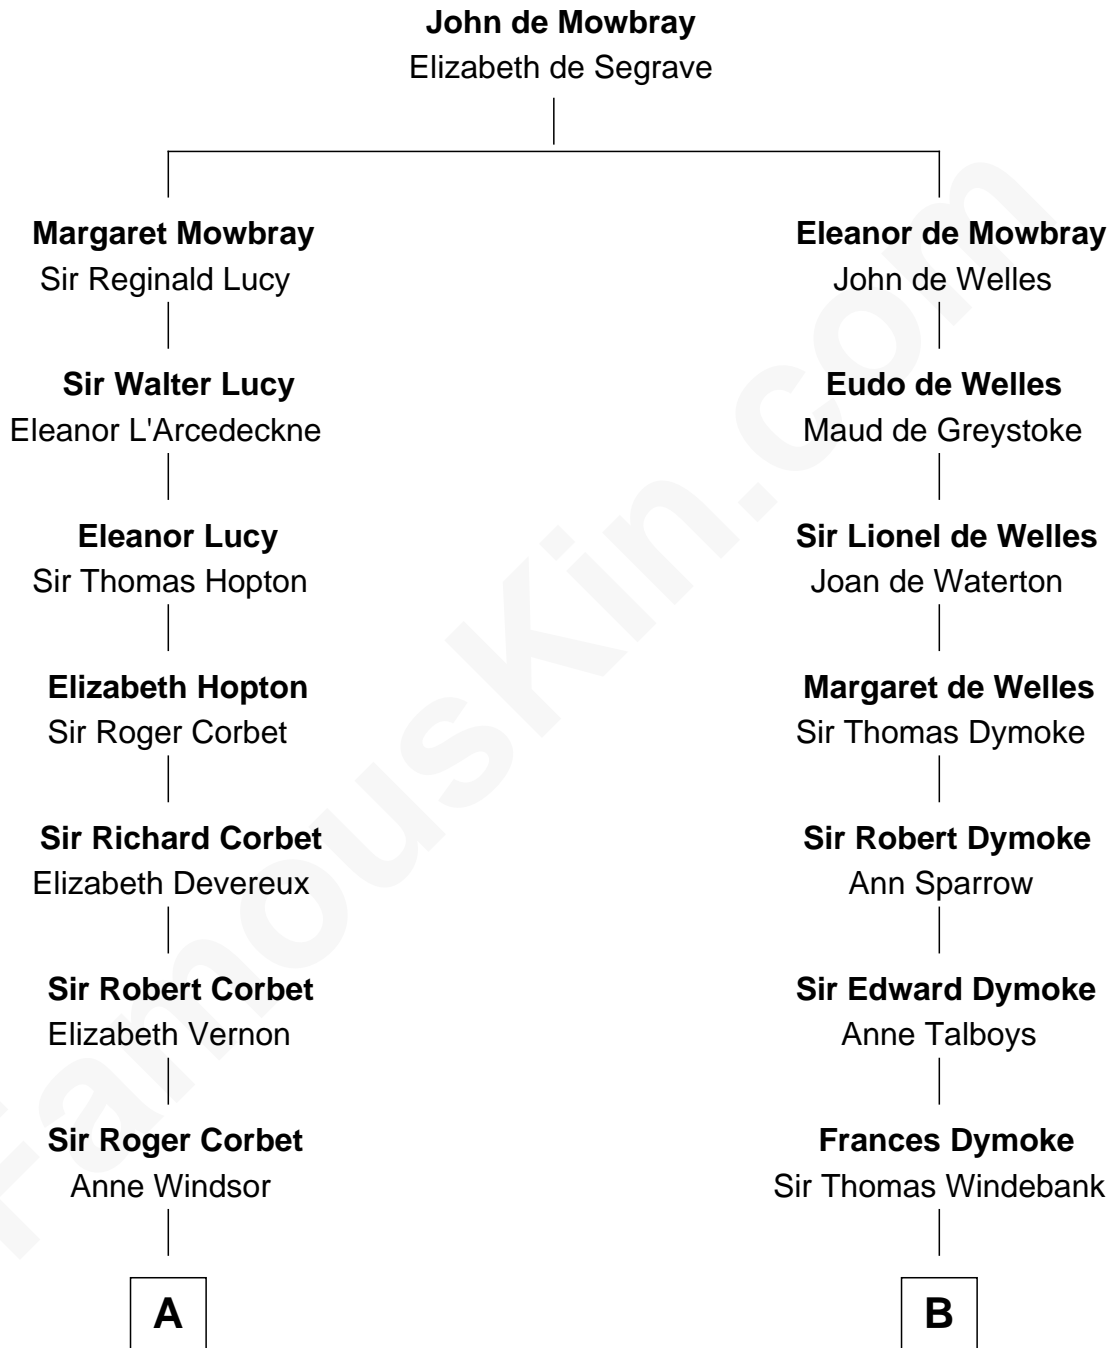 John de Mowbray
Elizabeth de Segrave
Margaret Mowbray
Sir Reginald Lucy
Eleanor de Mowbray
John de Welles
Sir Walter Lucy
Eleanor L'Arcedeckne
Eudo de Welles
Maud de Greystoke
Eleanor Lucy
Sir Thomas Hopton
Sir Lionel de Welles
Joan de Waterton
Elizabeth Hopton
Sir Roger Corbet
Margaret de Welles
Sir Thomas Dymoke
Sir Richard Corbet
Elizabeth Devereux
Sir Robert Dymoke
Ann Sparrow
Sir Robert Corbet
Elizabeth Vernon
Sir Edward Dymoke
Anne Talboys
Sir Roger Corbet
Anne Windsor
Frances Dymoke
Sir Thomas Windebank
A
B
FamousKin.com